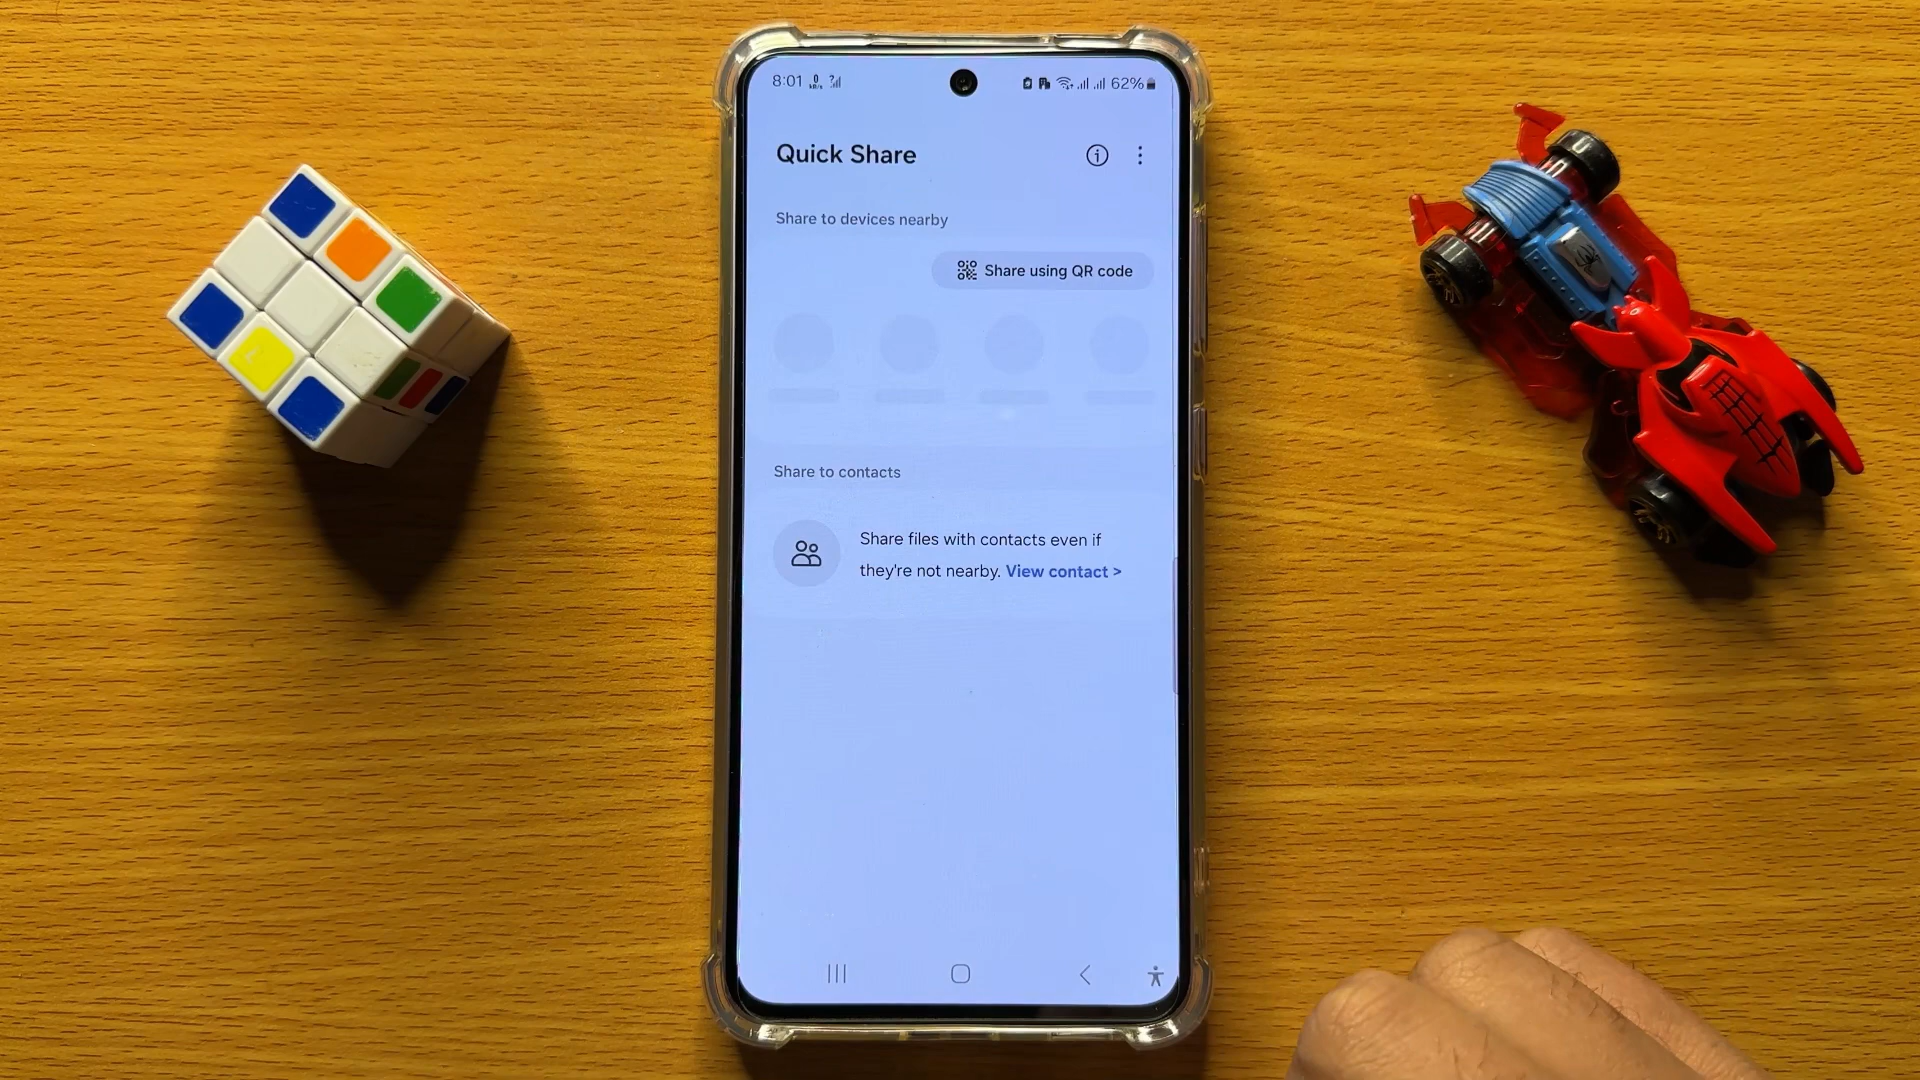 8:01
62%
Quick Share
Share to devices nearby
Share using QR code
Share to contacts
Share files with contacts even if
they're not nearby. View contact >